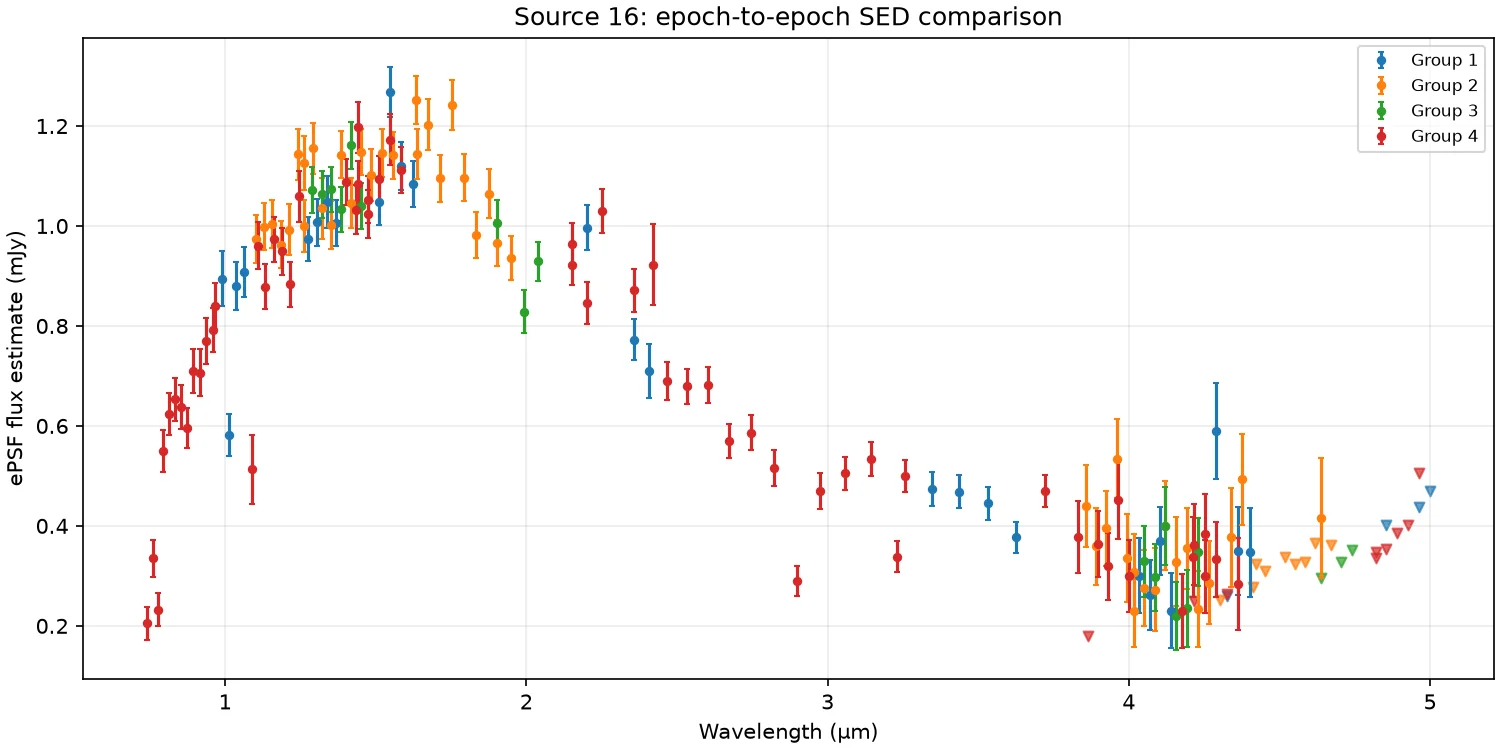 Source 16: epoch-to-epoch SED comparison
Group 1
Group 2
Group 3
Group 4
ePSF flux estimate (mJy)
1.2
1.0
0.8
0.6
0.4
0.2
1 2 3 4 5
Wavelength (μm)